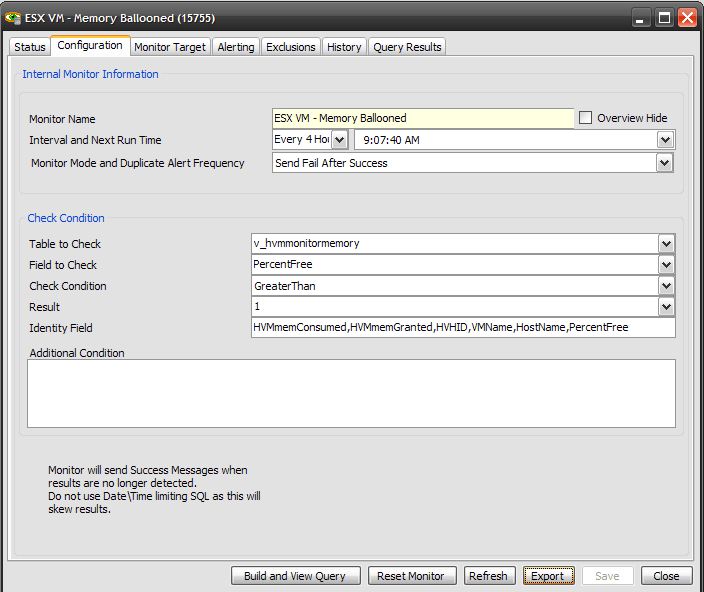 ESX VM - Memory Ballooned (15755)
Status Configuration Monitor Target Alerting Exclusions History Query Results
Internal Monitor Information
Monitor Name ESX VM - Memory Ballooned Overview Hide
Interval and Next Run Time Every 4 Hou 9:07:40 AM
Monitor Mode and Duplicate Alert Frequency Send Fail After Success
Check Condition
Table to Check v_hvmmonitormemory
Field to Check PercentFree
Check Condition GreaterThan
Result 1
Identity Field HVMmemConsumed,HVMmemGranted,HVHID,VMName,HostName,PercentFree
Additional Condition
Monitor will send Success Messages when
results are no longer detected.
Do not use Date\Time limiting SQL as this will
skew results.
Build and View Query Reset Monitor Refresh Export Save Close